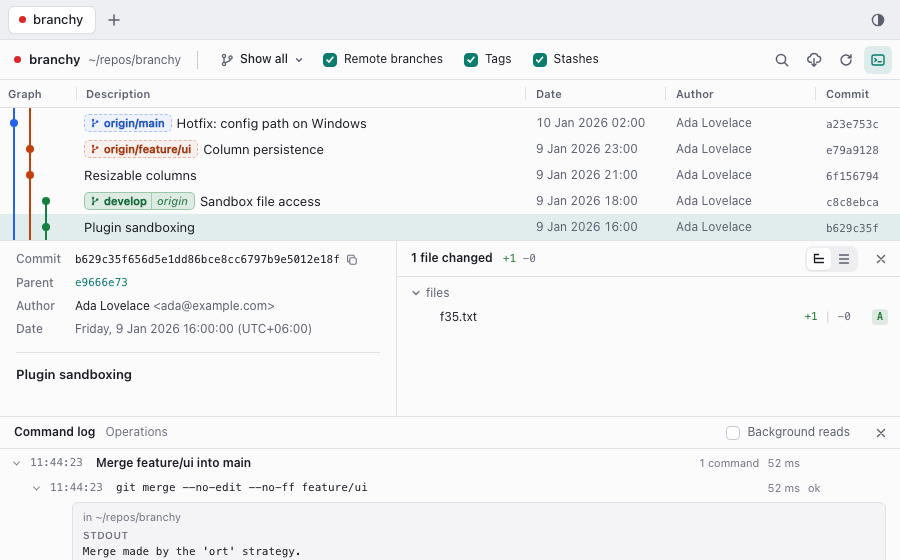 branchy
branchy ~/repos/branchy Show all Remote branches Tags Stashes
Graph Description Date Author Commit
origin/main Hotfix: config path on Windows 10 Jan 2026 02:00 Ada Lovelace a23e753c
origin/feature/ui Column persistence 9 Jan 2026 23:00 Ada Lovelace e79a9128
Resizable columns 9 Jan 2026 21:00 Ada Lovelace 6f156794
develop origin Sandbox file access 9 Jan 2026 18:00 Ada Lovelace c8c8ebca
Plugin sandboxing 9 Jan 2026 16:00 Ada Lovelace b629c35f
Commit b629c35f656d5e1dd86bce8cc6797b9e5012e18f
Parent e9666e73
Author Ada Lovelace <ada@example.com>
Date Friday, 9 Jan 2026 16:00:00 (UTC+06:00)
Plugin sandboxing
1 file changed +1 −0
files
f35.txt +1 | −0 A
Command log Operations Background reads
11:44:23 Merge feature/ui into main 1 command 52 ms
11:44:23 git merge --no-edit --no-ff feature/ui 52 ms ok
in ~/repos/branchy
STDOUT
Merge made by the 'ort' strategy.